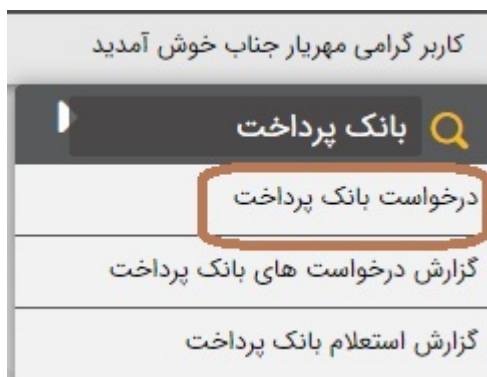 کاربر گرامی مهریار جناب خوش آمدید
بانک پرداخت
درخواست بانک پرداخت
گزارش درخواست های بانک پرداخت
گزارش استعلام بانک پرداخت